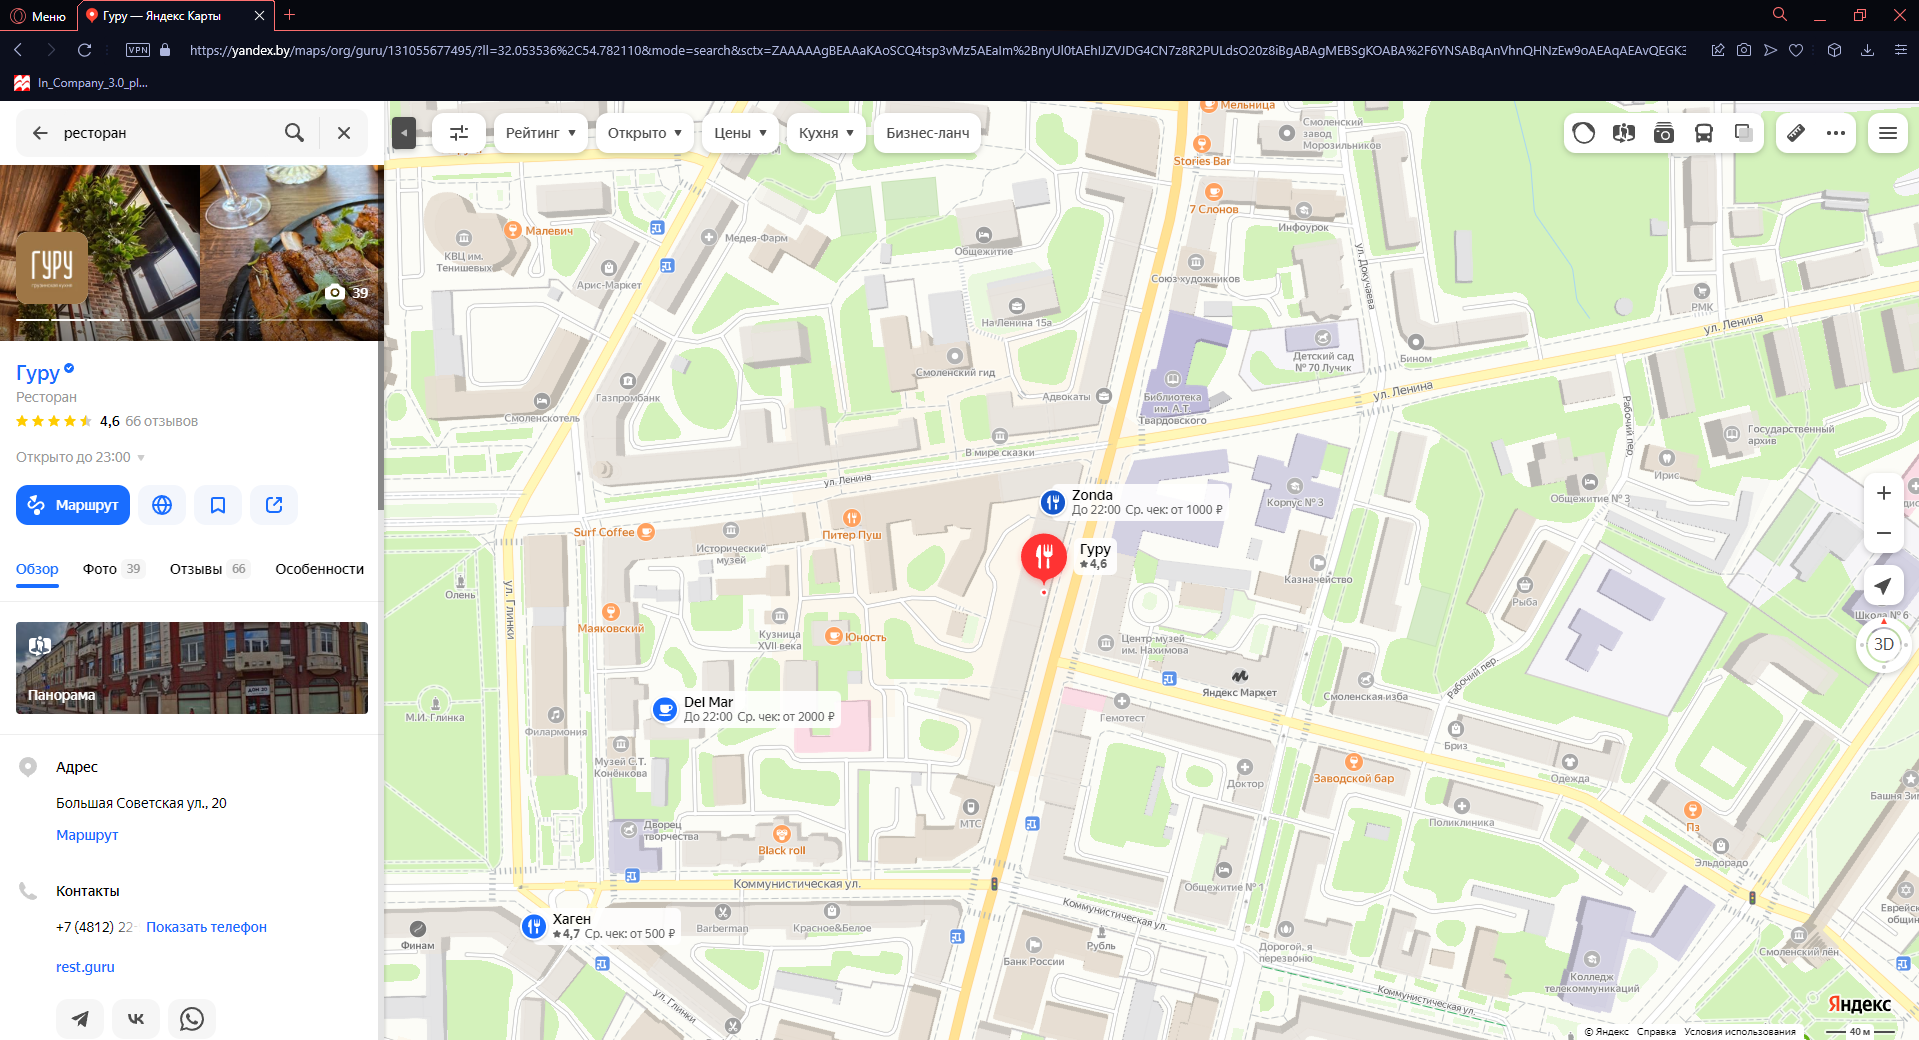 Меню
Гуру — Яндекс Карты
VPN
https://yandex.by/maps/org/guru/131055677495/?ll=32.053536%2C54.782110&mode=search&sctx=ZAAAAAgBEAAaKAoSCQ4tsp3vMz5AEaIm%2BnyUl0tAEhIJZVJDG4CN7z8R2PULdsO20z8iBgABAgMEBSgKOABA%2F6YNSABqAnVhnQHNzEw9oAEAqAEAvQEGK3
In_Company_3.0_pl...
ресторан
Рейтинг
Открыто
Цены
Кухня
Бизнес-ланч
ГУРУ
39
Гуру
Ресторан
4,6 66 отзывов
Открыто до 23:00
Маршрут
Обзор
Фото 39
Отзывы 66
Особенности
Панорама
Адрес
Большая Советская ул., 20
Маршрут
Контакты
+7 (4812) 22 Показать телефон
rest.guru
Мельница
Смоленский
завод
Морозильников
Stories Bar
7 Слонов
Инфоурок
Малевич
КВЦ им.
Тенишевых
Медея-Фарм
Общежитие
Союз художников
ул. Докучаева
Арис-Маркет
РМК
На Ленина 15а
ул. Ленина
Детский сад
№ 70 Лучик
Бином
Смоленский гид
Газпромбанк
Смоленскотель
Адвокаты
Библиотека
им. А.Т.
Твардовского
ул. Ленина
Рабочий пер.
Государственный
архив
В мире сказки
Ирис
ул. Ленина
Общежитие № 3
Корпус № 3
Zonda
До 22:00 Ср. чек: от 1000 ₽
Surf Coffee
Исторический
музей
Питер Пуш
Гуру
4,6
Казначейство
Олень
ул. Глинки
Рыба
Школа № 6
Маяковский
Кузница
XVII века
Юность
Центр-музей
им. Нахимова
3D
Яндекс Маркет
Смоленская изба
Рабочий пер.
Del Mar
До 22:00 Ср. чек: от 2000 ₽
М.И. Глинка
Филармония
Гемотест
Бриз
Музей С.Т.
Конёнкова
Доктор
Заводской бар
Одежда
Башня Зи
МТС
Дворец
творчества
Поликлиника
Пз
Black roll
Эльдорадо
Коммунистическая ул.
Общежитие № 1
Коммунистическая ул.
Хаген
4,7 Ср. чек: от 500 ₽
Финам
Barberman
Красное&Белое
Рубль
Банк России
Дорогой, я
перезвоню
Еврейск
общин
Смоленский лён
Колледж
телекоммуникаций
ул. Глинки
Коммунистическая ул.
Яндекс
© Яндекс Справка Условия использования
40 м